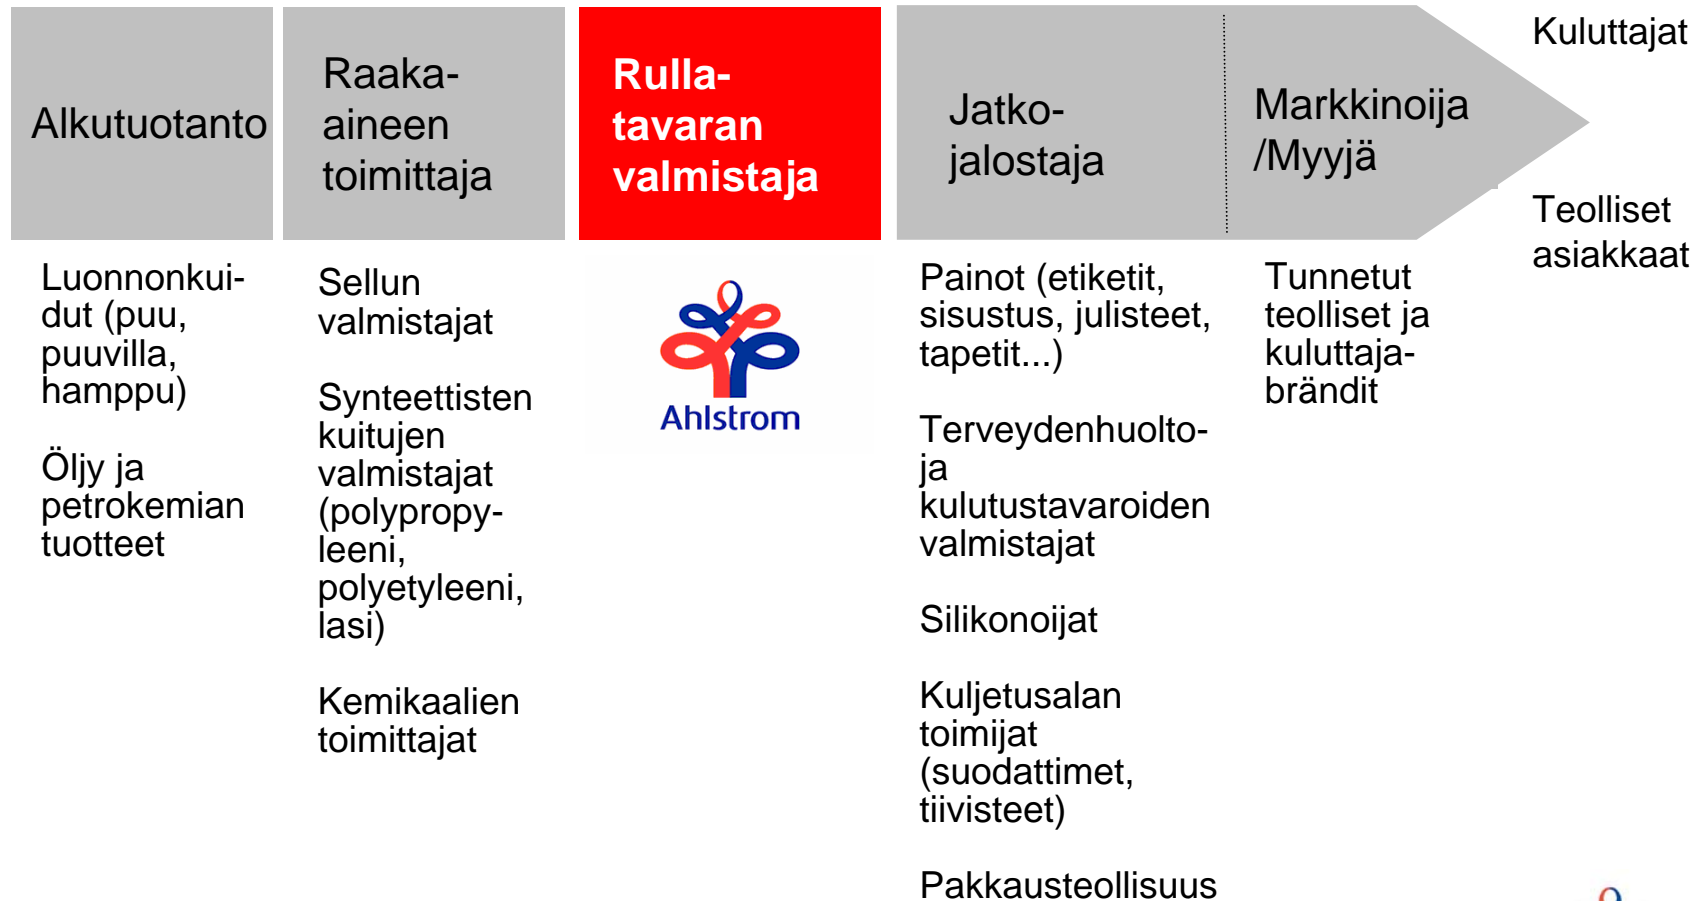 Alkutuotanto
Raaka-
aineen
toimittaja
Rulla-
tavaran
valmistaja
Jatko-
jalostaja
Markkinoija
/Myyjä
Kuluttajat
Teolliset
asiakkaat
Luonnonkui-
dut (puu,
puuvilla,
hamppu)
Öljy ja
petrokemian
tuotteet
Sellun
valmistajat
Synteettisten
kuitujen
valmistajat
(polypropy-
leeni,
polyetyleeni,
lasi)
Kemikaalien
toimittajat
Ahlstrom
Painot (etiketit,
sisustus, julisteet,
tapetit...)
Terveydenhuolto-
ja
kulutustavaroiden
valmistajat
Silikonoijat
Kuljetusalan
toimijat
(suodattimet,
tiivisteet)
Pakkausteollisuus
Tunnetut
teolliset ja
kuluttaja-
brändit